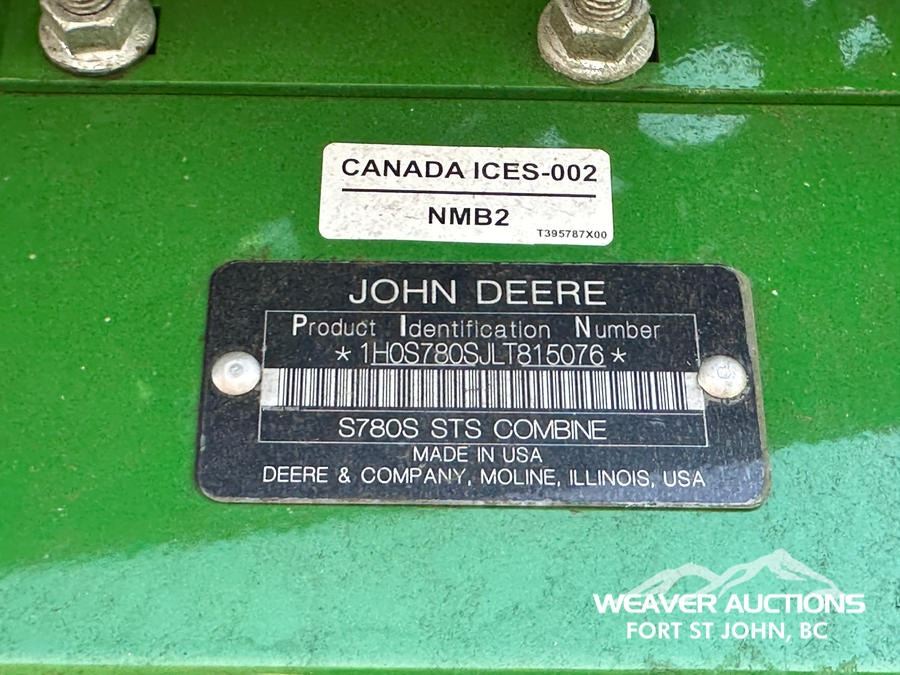 CANADA ICES-002
NMB2
T395787X00
JOHN DEERE
Product Identification Number
*1H0S780SJLT815076*
S780S STS COMBINE
MADE IN USA
DEERE & COMPANY, MOLINE, ILLINOIS, USA
WEAVER AUCTIONS
FORT ST JOHN, BC